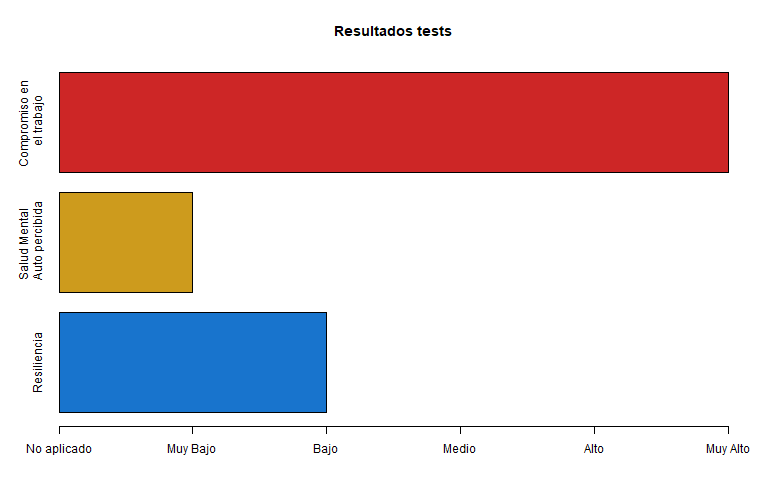 Resultados tests
Compromiso en
el trabajo
Salud Mental
Auto percibida
Resiliencia
No aplicado
Muy Bajo
Bajo
Medio
Alto
Muy Alto